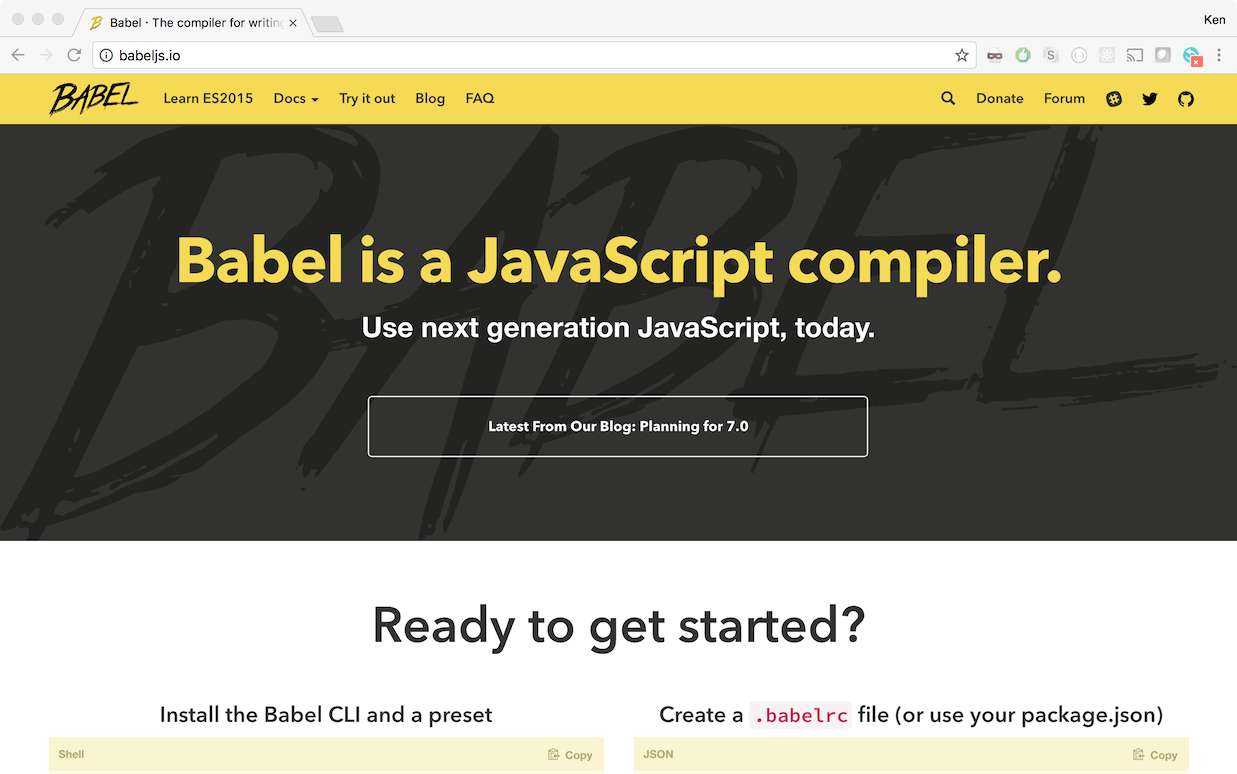 Babel · The compiler for writing
Ken
babeljs.io
BABEL
Learn ES2015
Docs
Try it out
Blog
FAQ
Donate
Forum
BABEL
Babel is a JavaScript compiler.
Use next generation JavaScript, today.
Latest From Our Blog: Planning for 7.0
Ready to get started?
Install the Babel CLI and a preset
Shell
Copy
Create a .babelrc file (or use your package.json)
JSON
Copy